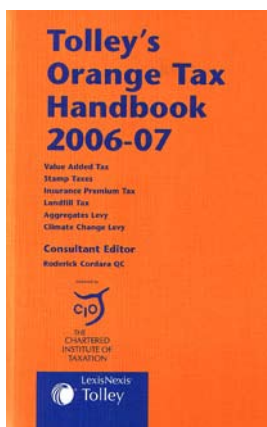 Tolley's
Orange Tax
Handbook
2006-07
Value Added Tax
Stamp Taxes
Insurance Premium Tax
Landfill Tax
Aggregates Levy
Climate Change Levy
Consultant Editor
Roderick Cordara QC
THE
CHARTERED
INSTITUTE OF
TAXATION
LexisNexis
Tolley